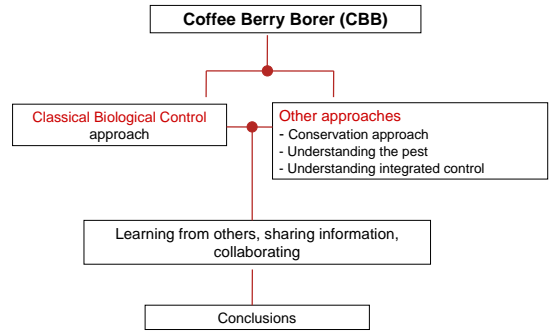 Coffee Berry Borer (CBB)
Classical Biological Control
approach
Other approaches
- Conservation approach
- Understanding the pest
- Understanding integrated control
Learning from others, sharing information,
collaborating
Conclusions